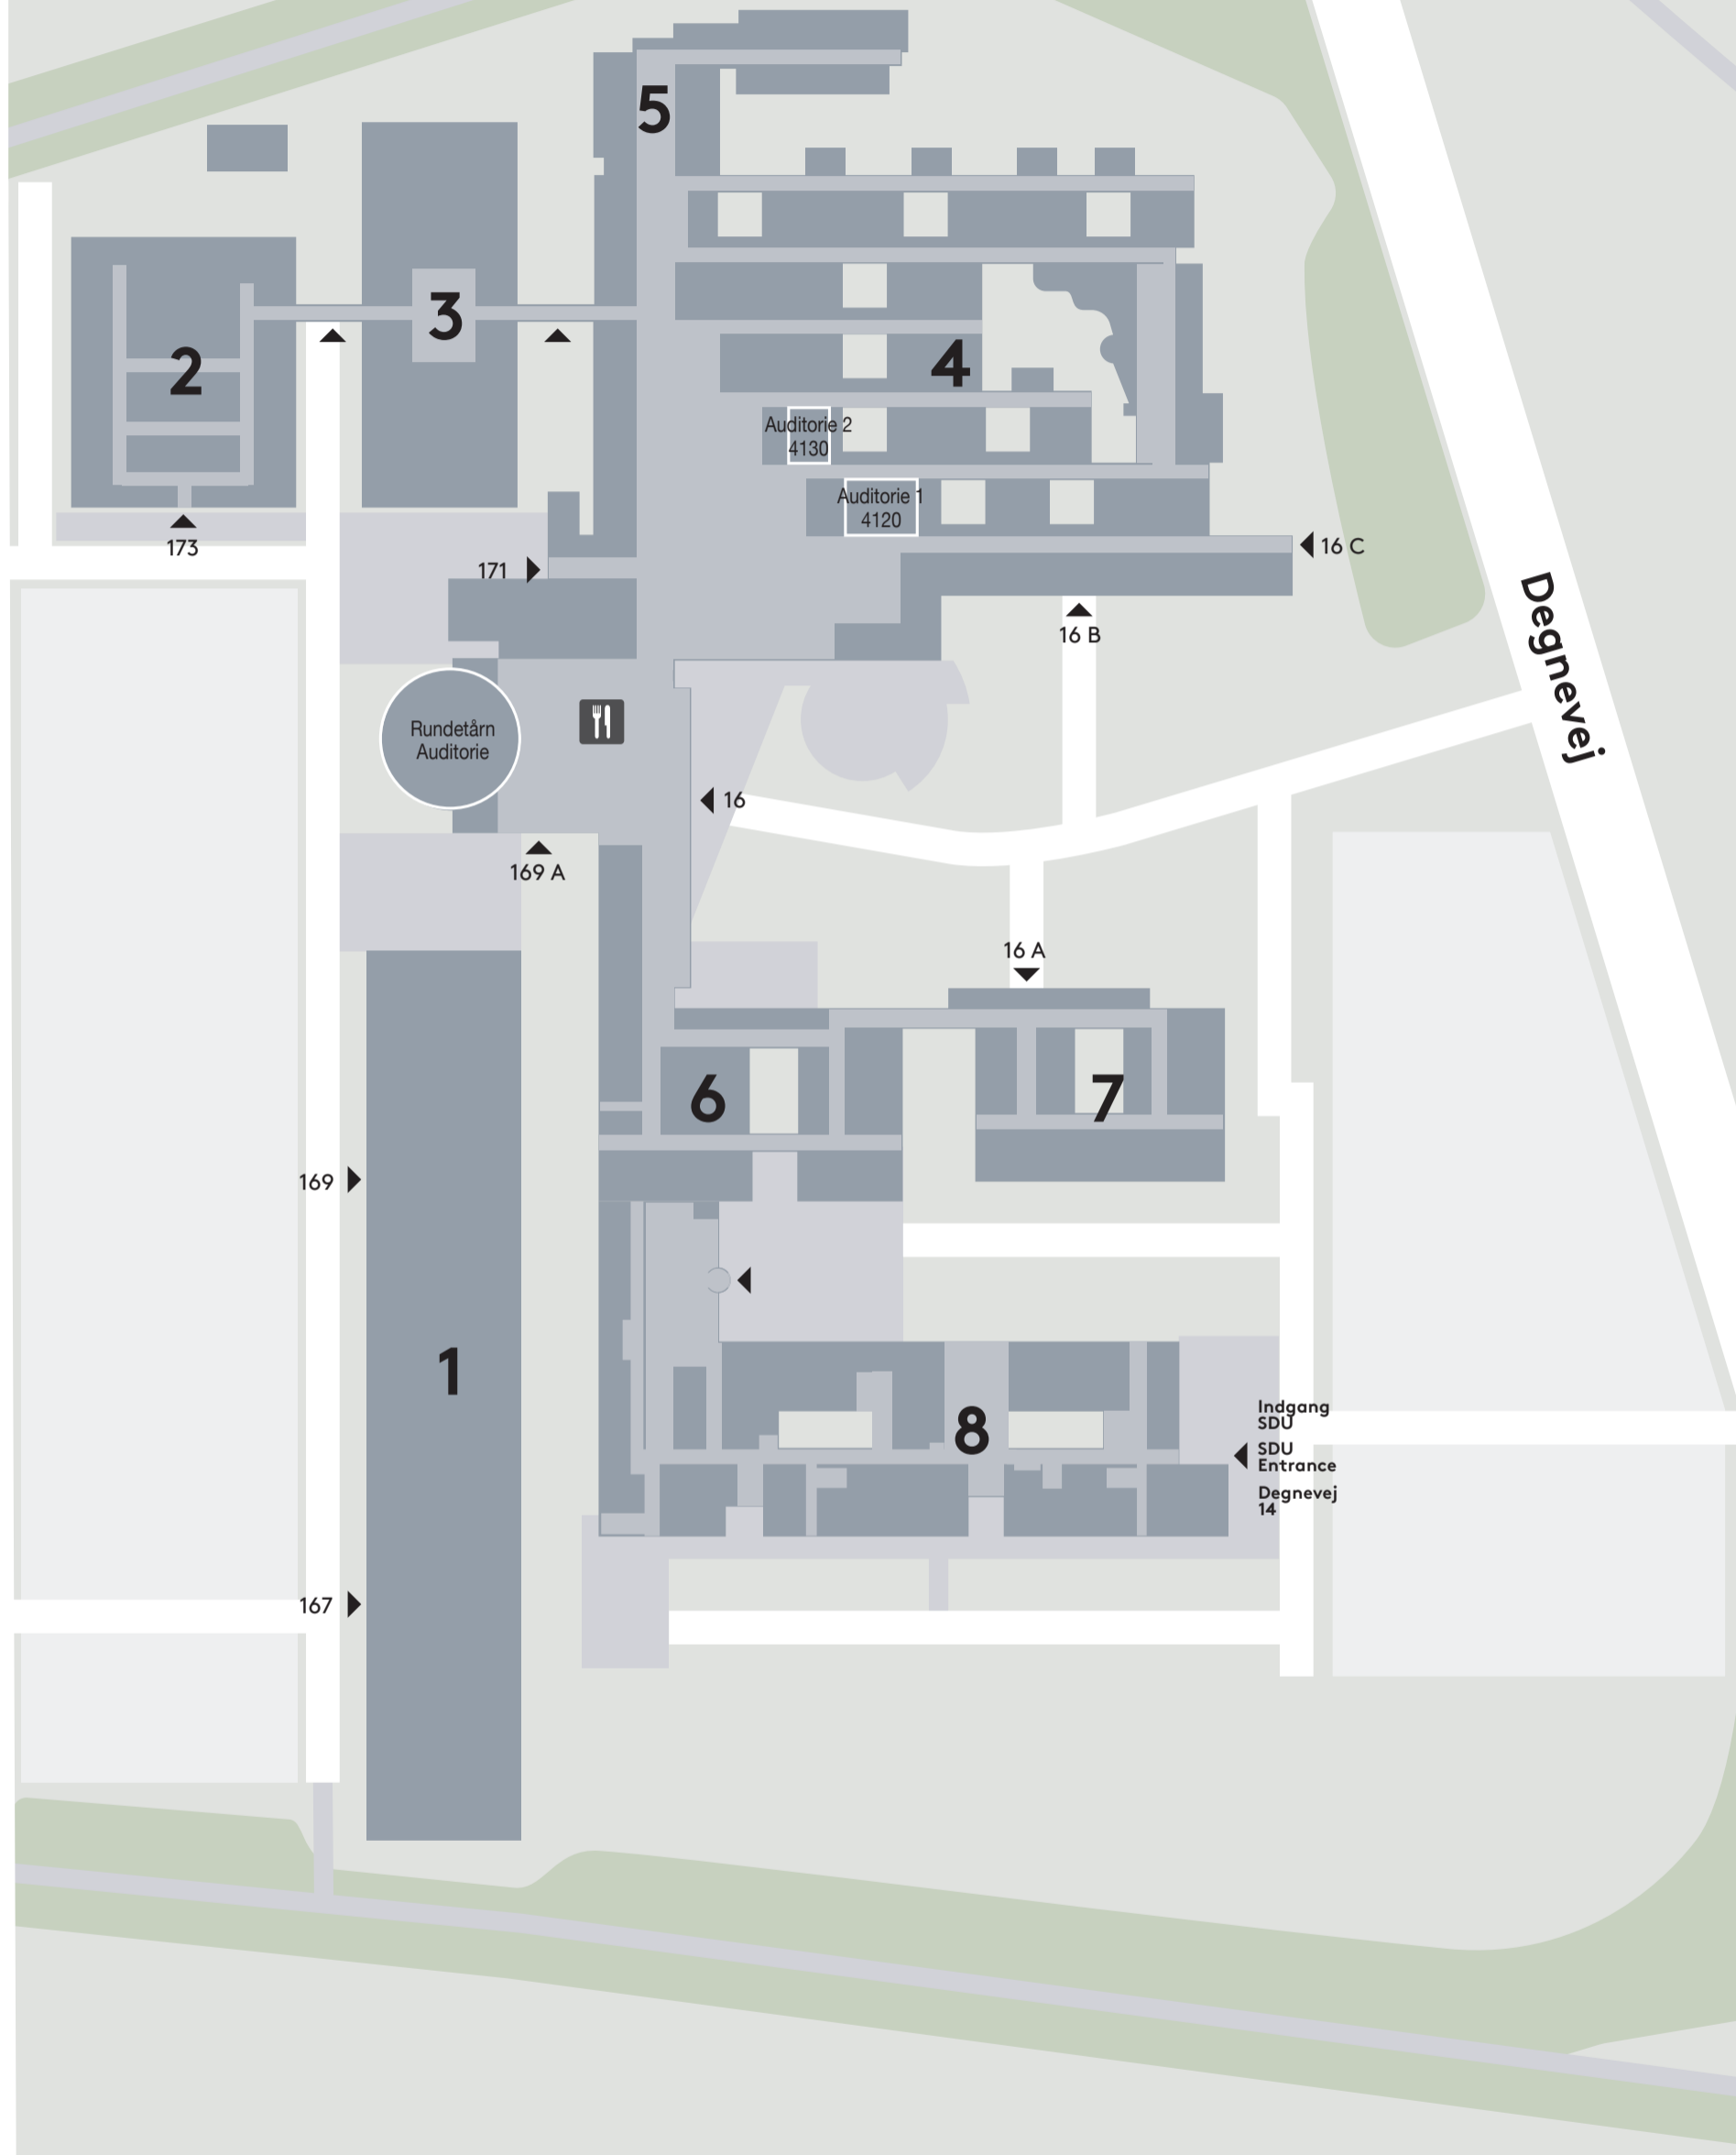 5
3
2
4
Auditorie 2
4130
Auditorie 1
4120
173
171
16 C
16 B
Degnevej
Rundetårn
Auditorie
16
169 A
16 A
6
7
169
1
8
Indgang
SDU
SDU
Entrance
Degnevej
14
167